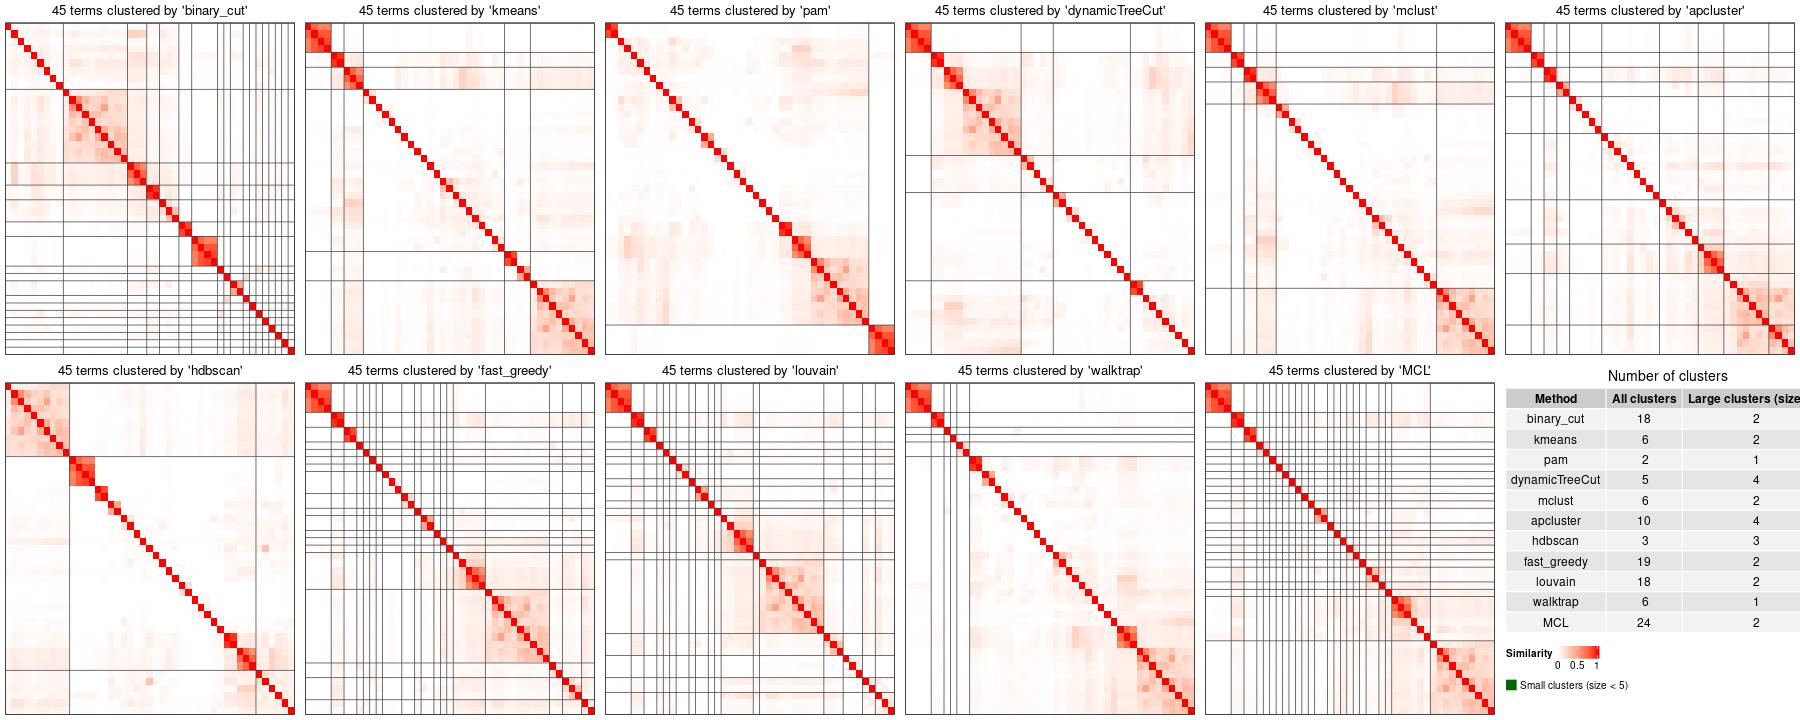 45 terms clustered by 'binary_cut'
45 terms clustered by 'kmeans'
45 terms clustered by 'pam'
45 terms clustered by 'dynamicTreeCut'
45 terms clustered by 'mclust'
45 terms clustered by 'apcluster'
45 terms clustered by 'hdbscan'
45 terms clustered by 'fast_greedy'
45 terms clustered by 'louvain'
45 terms clustered by 'walktrap'
45 terms clustered by 'MCL'
Number of clusters
Method All clusters Large clusters (size
binary_cut 18 2
kmeans 6 2
pam 2 1
dynamicTreeCut 5 4
mclust 6 2
apcluster 10 4
hdbscan 3 3
fast_greedy 19 2
louvain 18 2
walktrap 6 1
MCL 24 2
Similarity
0 0.5 1
Small clusters (size < 5)